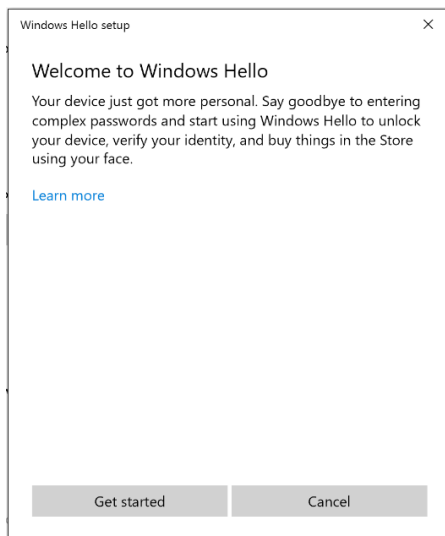 Windows Hello setup
Welcome to Windows Hello
Your device just got more personal. Say goodbye to entering
complex passwords and start using Windows Hello to unlock
your device, verify your identity, and buy things in the Store
using your face.
Learn more
Get started
Cancel